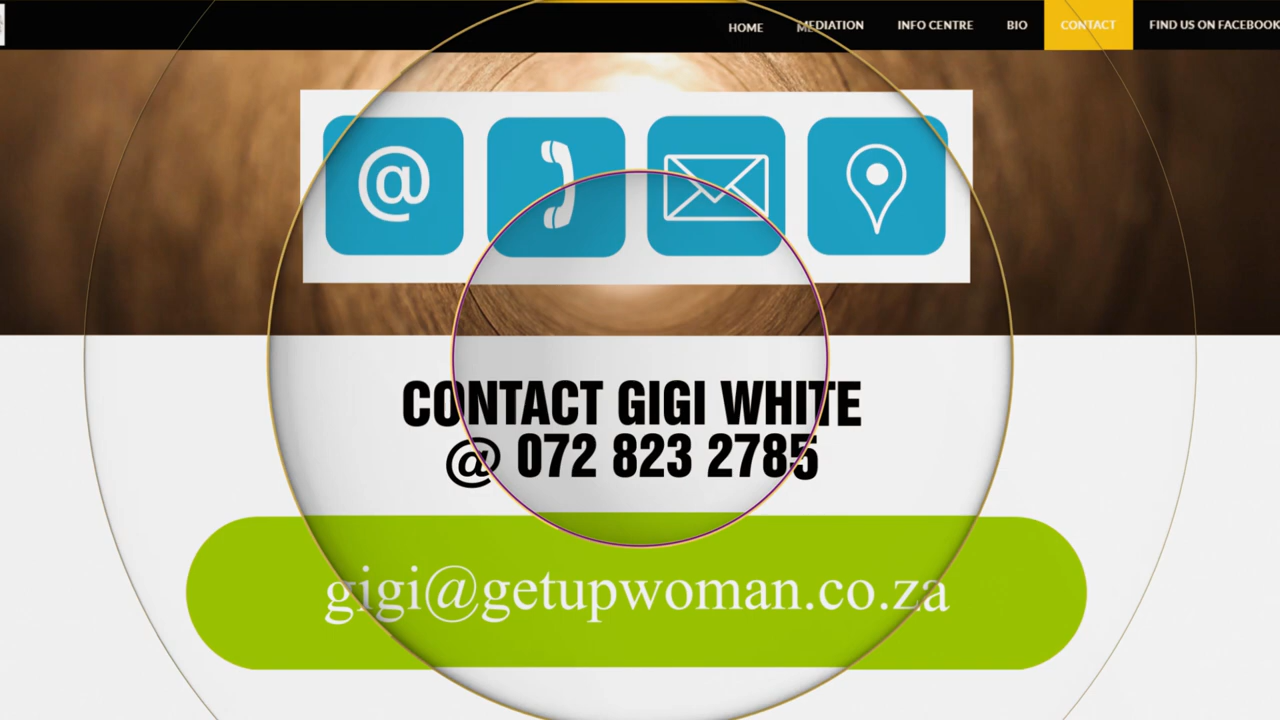 HOME MEDIATION INFO CENTRE BIO CONTACT FIND US ON FACEBOOK
@
CONTACT GIGI WHITE
@ 072 823 2785
gigi@getupwoman.co.za